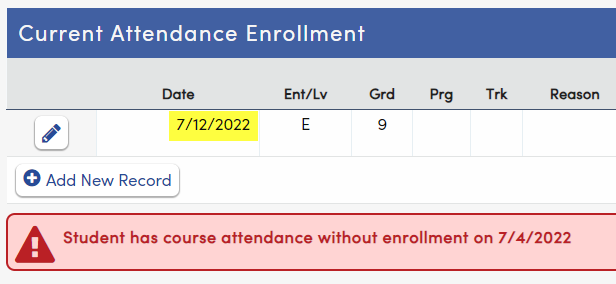 Current Attendance Enrollment
Date Ent/Lv Grd Prg Trk Reason
7/12/2022 E 9
Add New Record
Student has course attendance without enrollment on 7/4/2022